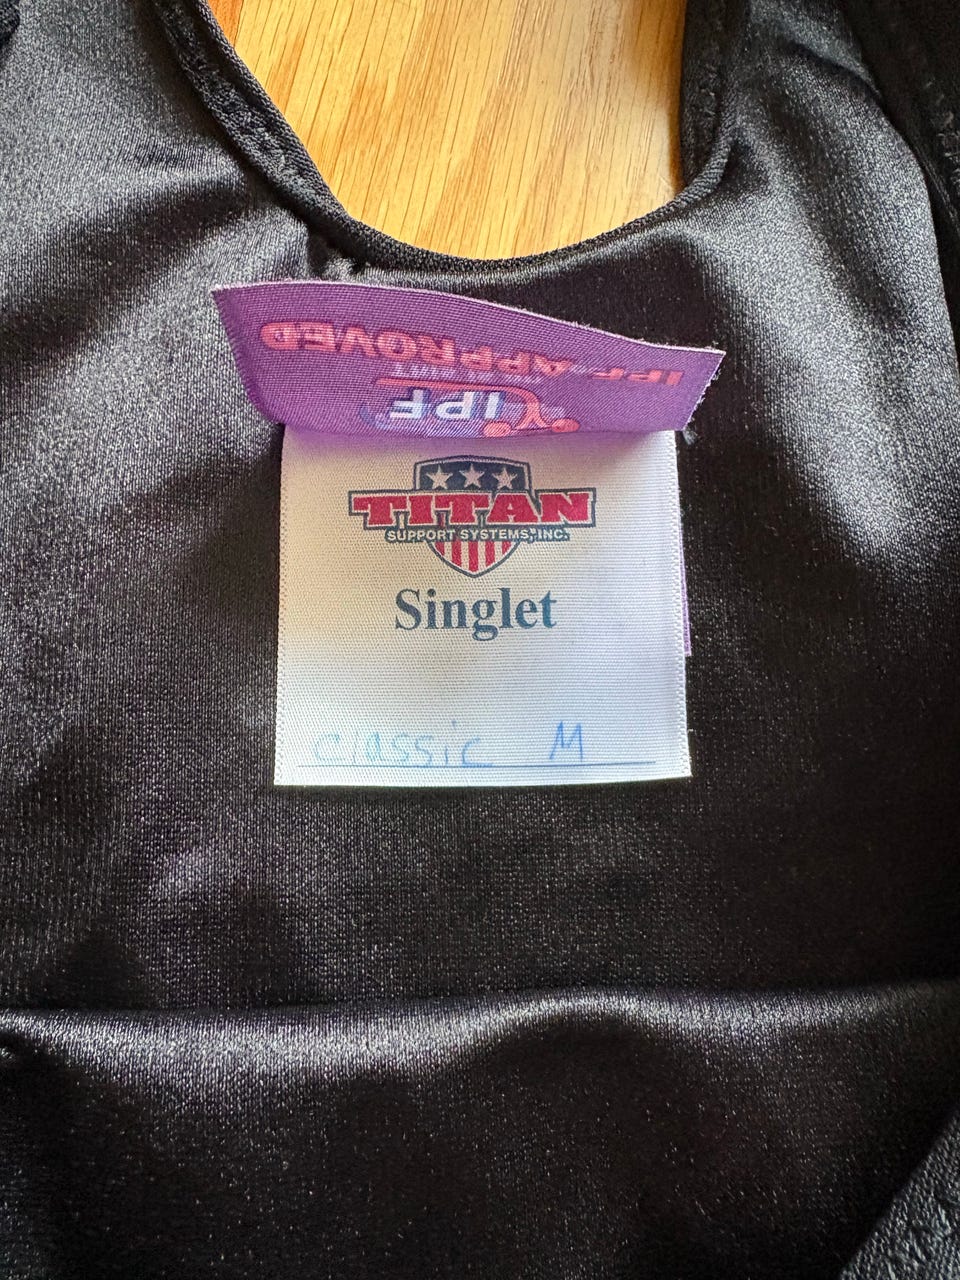 IPF APPROVED
IPF
TITAN
SUPPORT SYSTEMS, INC.
Singlet
classic M